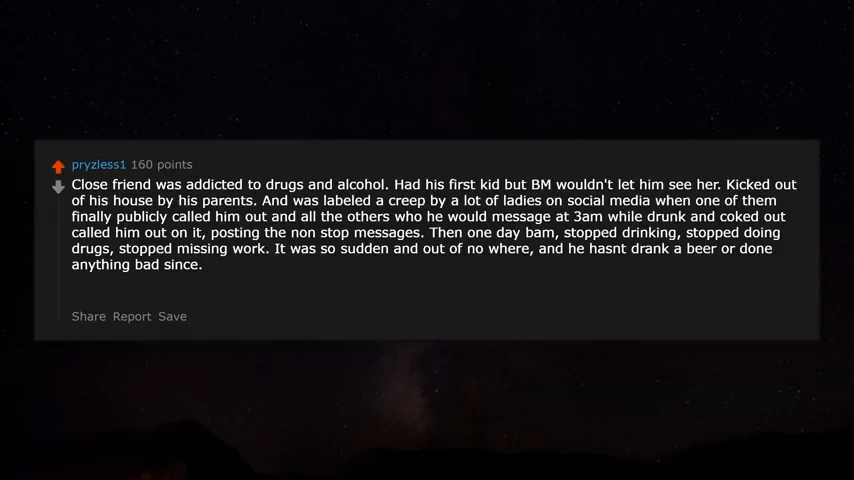 pryzless1 160 points
Close friend was addicted to drugs and alcohol. Had his first kid but BM wouldn't let him see her. Kicked out
of his house by his parents. And was labeled a creep by a lot of ladies on social media when one of them
finally publicly called him out and all the others who he would message at 3am while drunk and coked out
called him out on it, posting the non stop messages. Then one day bam, stopped drinking, stopped doing
drugs, stopped missing work. It was so sudden and out of no where, and he hasnt drank a beer or done
anything bad since.
Share Report Save